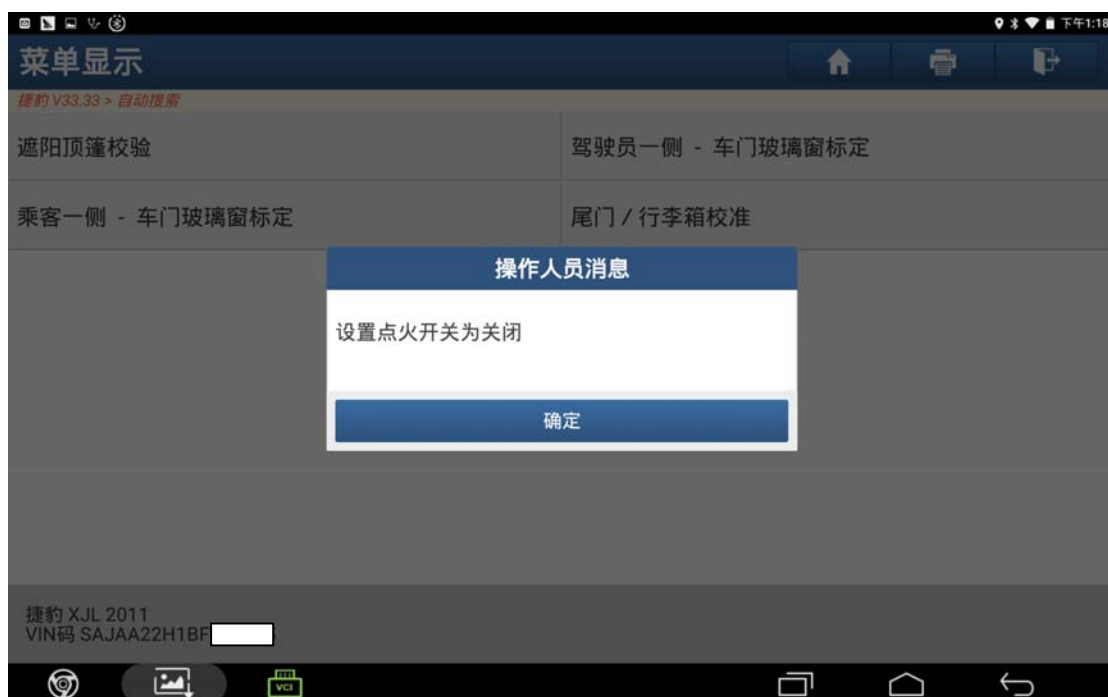 下午1:18
菜单显示
捷豹 V33.33 > 自动搜索
遮阳顶篷校验
驾驶员一侧 - 车门玻璃窗标定
乘客一侧 - 车门玻璃窗标定
尾门 / 行李箱校准
操作人员消息
设置点火开关为关闭
确定
捷豹 XJL 2011
VIN码 SAJAA22H1BF
VCI